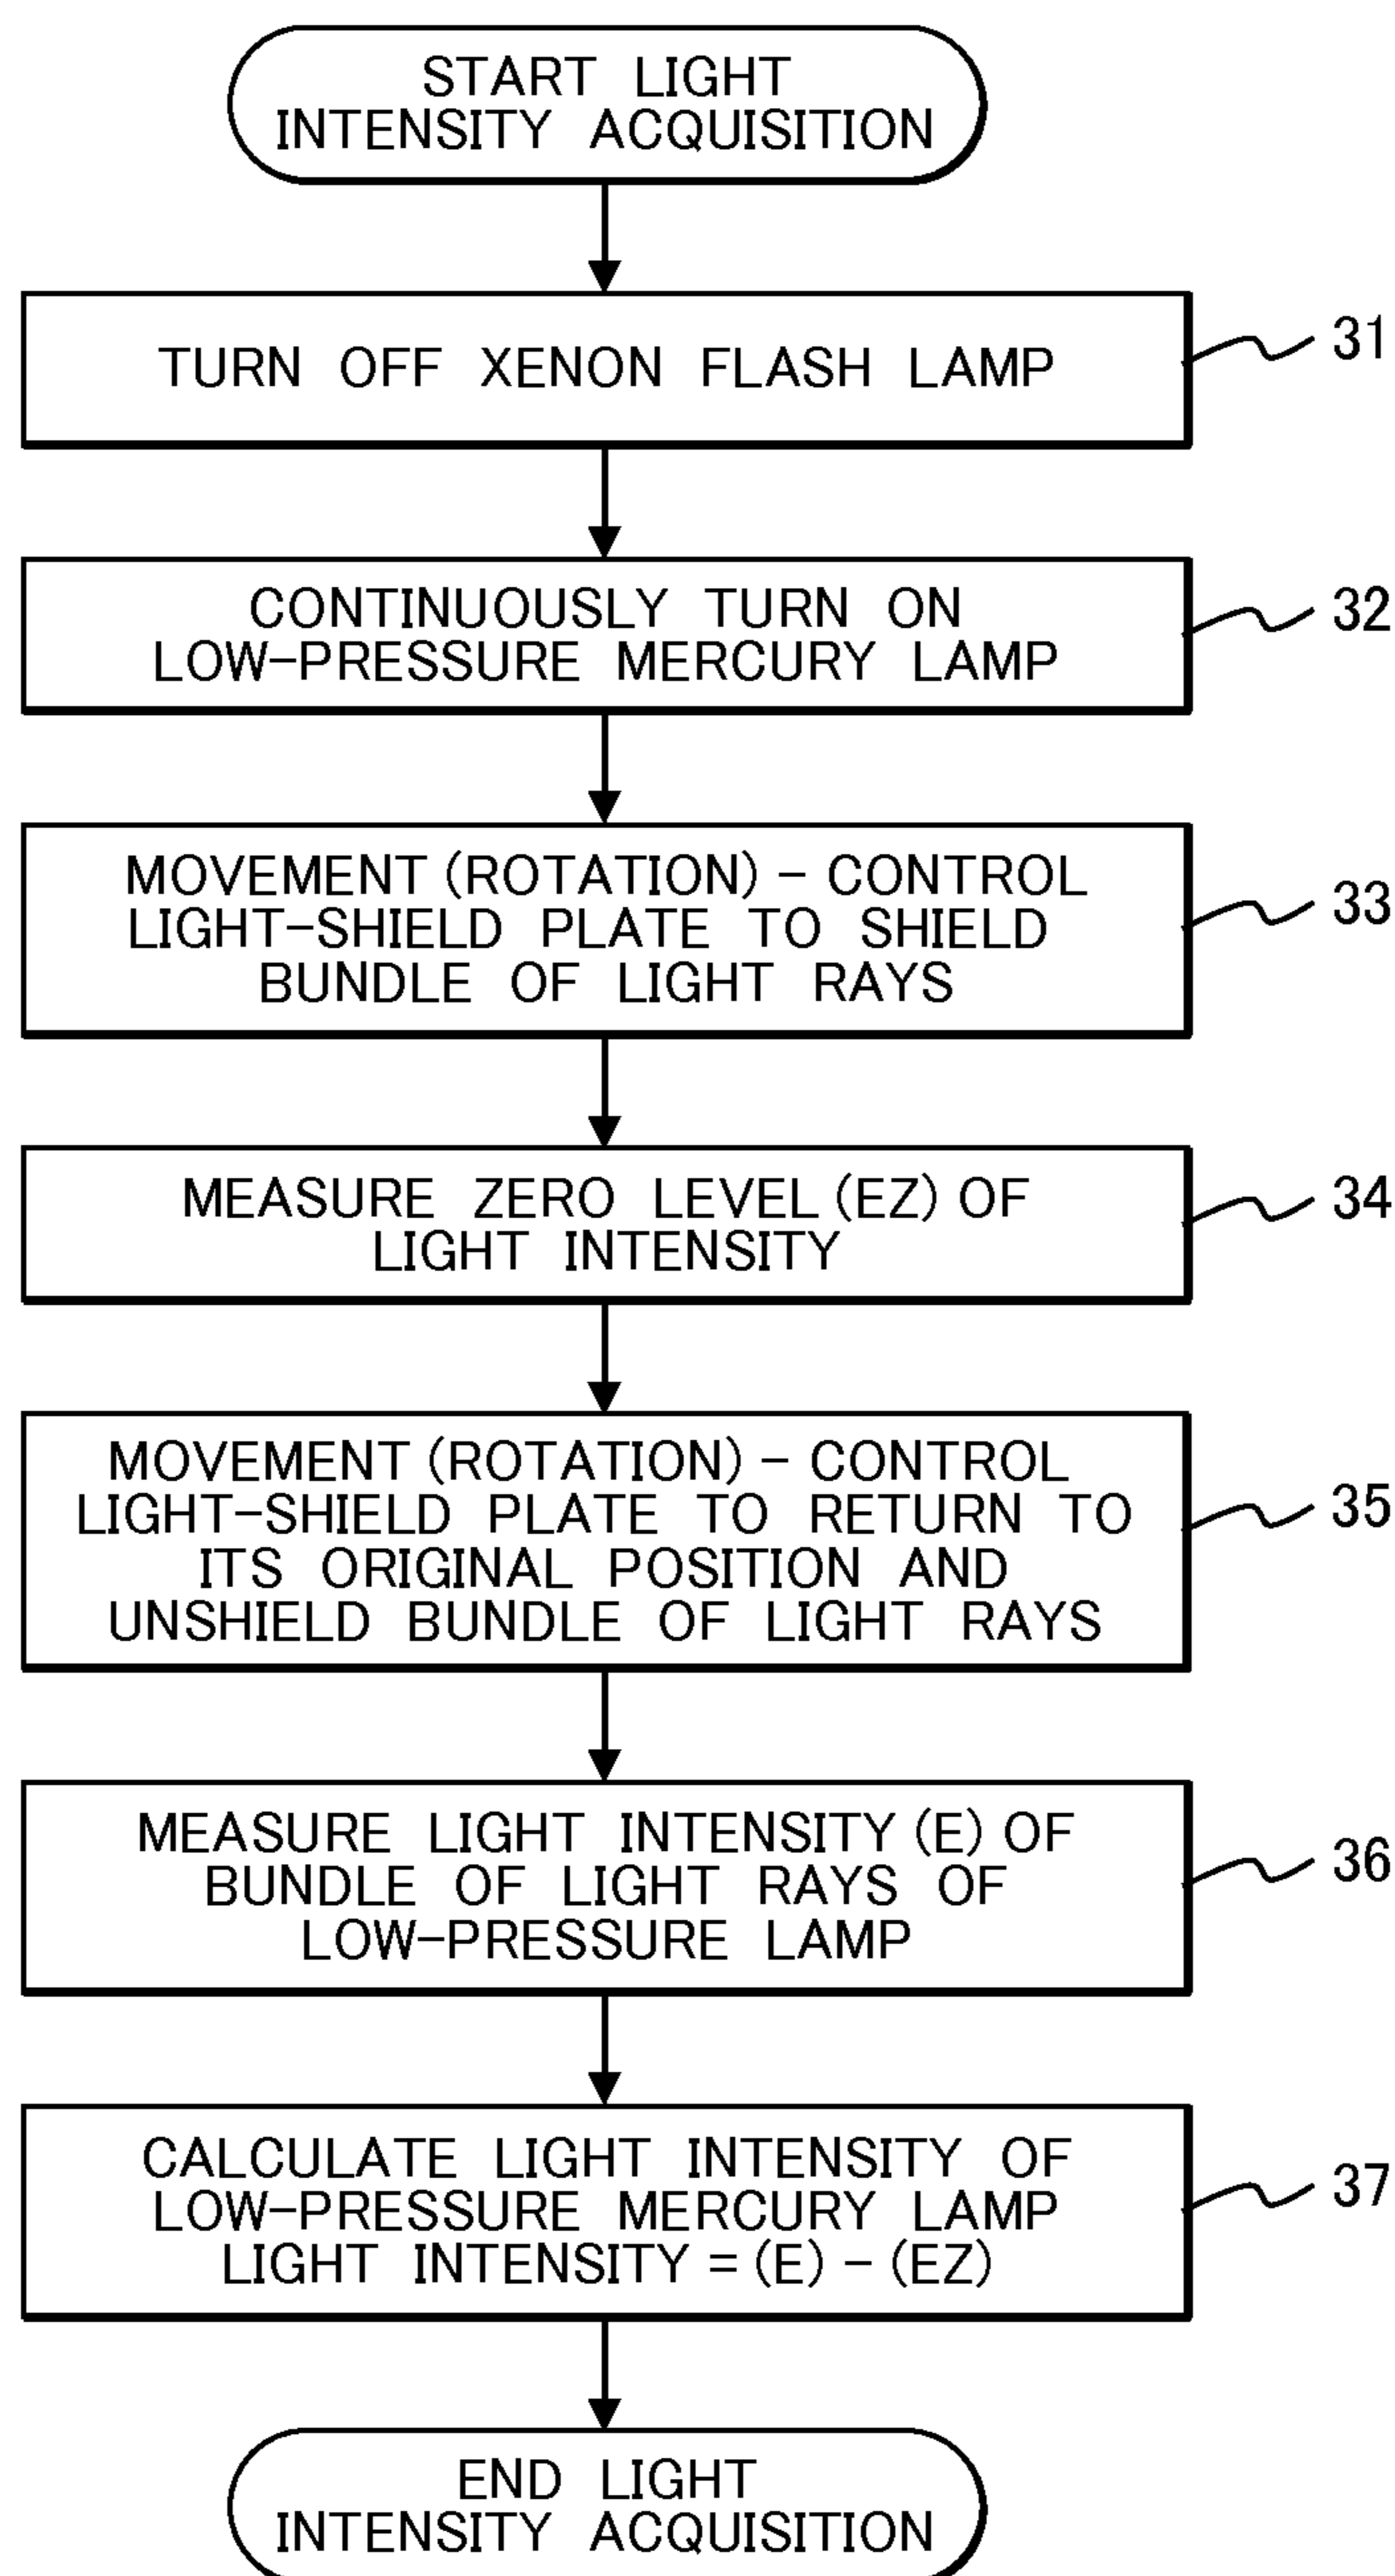 START LIGHT
INTENSITY ACQUISITION
TURN OFF XENON FLASH LAMP
31
CONTINUOUSLY TURN ON
LOW-PRESSURE MERCURY LAMP
32
MOVEMENT (ROTATION) - CONTROL
LIGHT-SHIELD PLATE TO SHIELD
BUNDLE OF LIGHT RAYS
33
MEASURE ZERO LEVEL (EZ) OF
LIGHT INTENSITY
34
MOVEMENT (ROTATION) - CONTROL
LIGHT-SHIELD PLATE TO RETURN TO
ITS ORIGINAL POSITION AND
UNSHIELD BUNDLE OF LIGHT RAYS
35
MEASURE LIGHT INTENSITY (E) OF
BUNDLE OF LIGHT RAYS OF
LOW-PRESSURE LAMP
36
CALCULATE LIGHT INTENSITY OF
LOW-PRESSURE MERCURY LAMP
LIGHT INTENSITY = (E) - (EZ)
37
END LIGHT
INTENSITY ACQUISITION